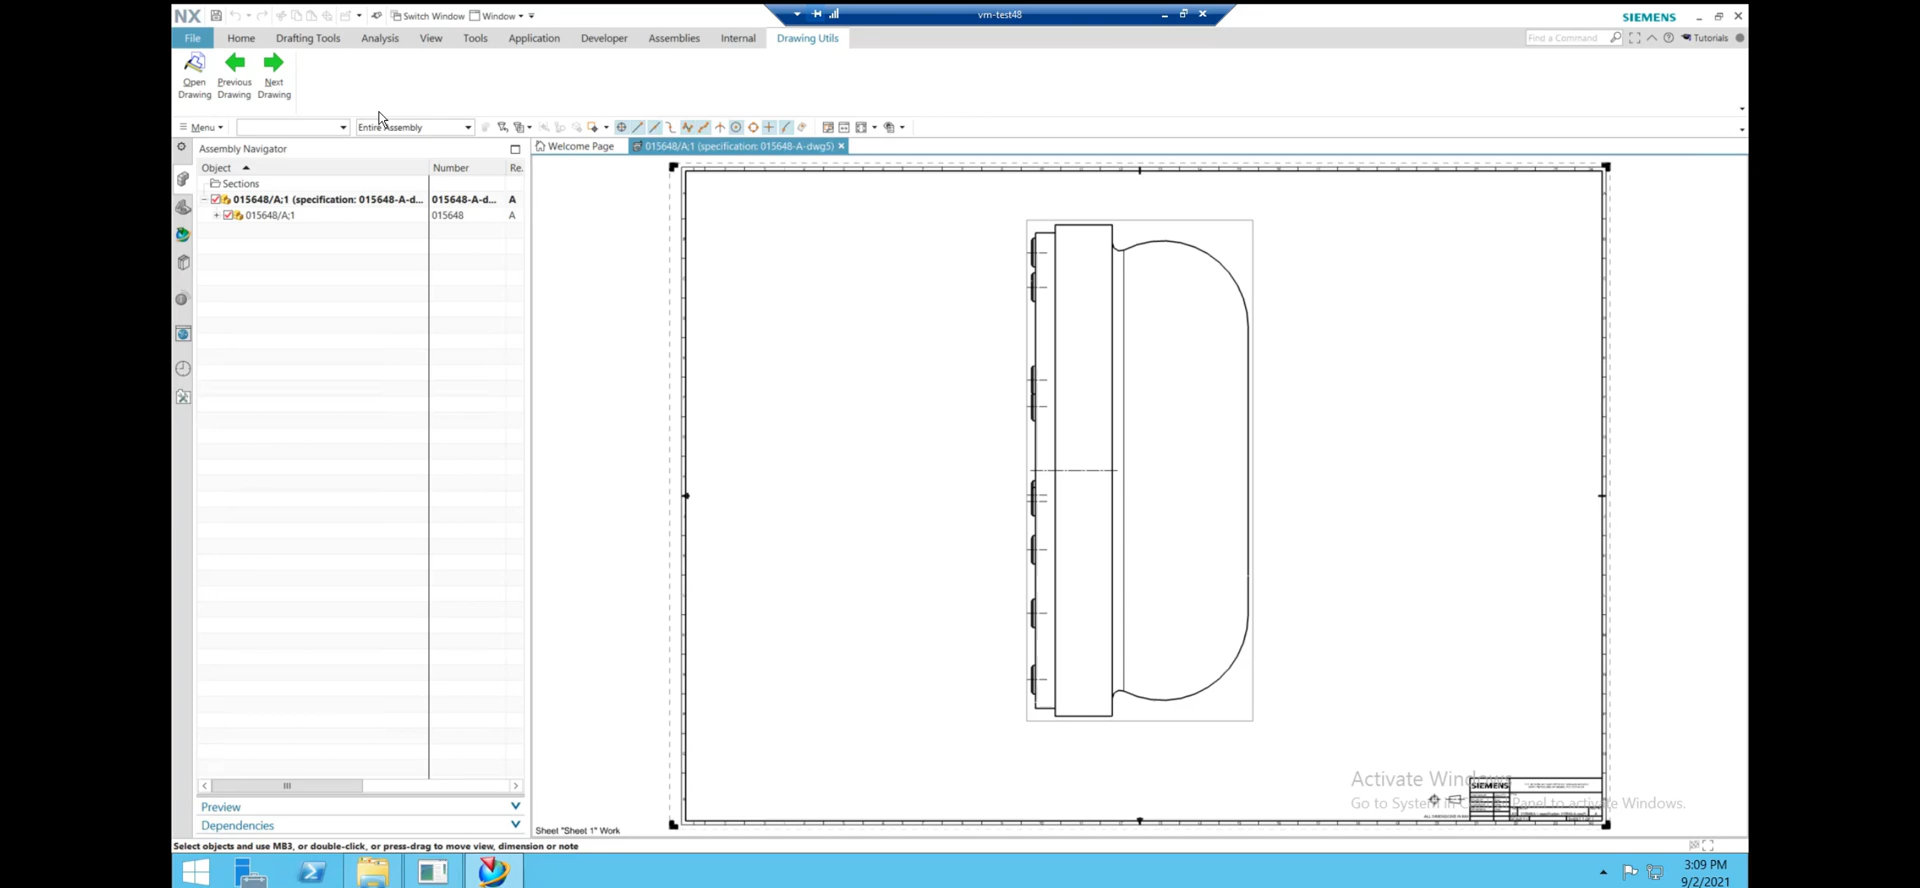 NX Switch Window Window vm-test48 SIEMENS
File Home Drafting Tools Analysis View Tools Application Developer Assemblies Internal Drawing Utils Find a Command Tutorials
Open Previous Next
Drawing Drawing Drawing
Menu Entire Assembly
Assembly Navigator Welcome Page 015648/A;1 (specification: 015648-A-dwg5)
Object Number Re.
Sections
015648/A;1 (specification: 015648-A-d... 015648-A-d... A
015648/A;1 015648 A
Activate Windows
SIEMENS
Go to System in Control Panel to activate Windows.
Preview
Dependencies
Sheet "Sheet 1" Work
Select objects and use MB3, or double-click, or press-drag to move view, dimension or note
3:09 PM
9/2/2021